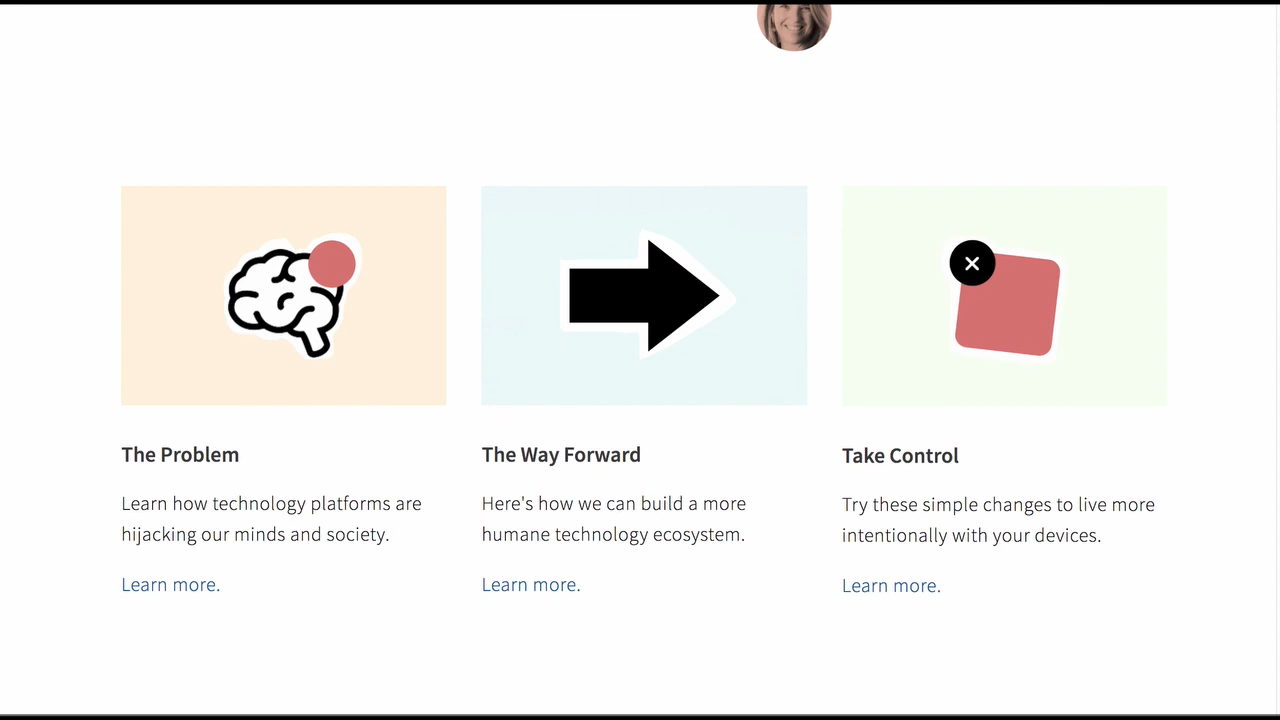 The Problem
Learn how technology platforms are
hijacking our minds and society.
Learn more.
The Way Forward
Here's how we can build a more
humane technology ecosystem.
Learn more.
Take Control
Try these simple changes to live more
intentionally with your devices.
Learn more.